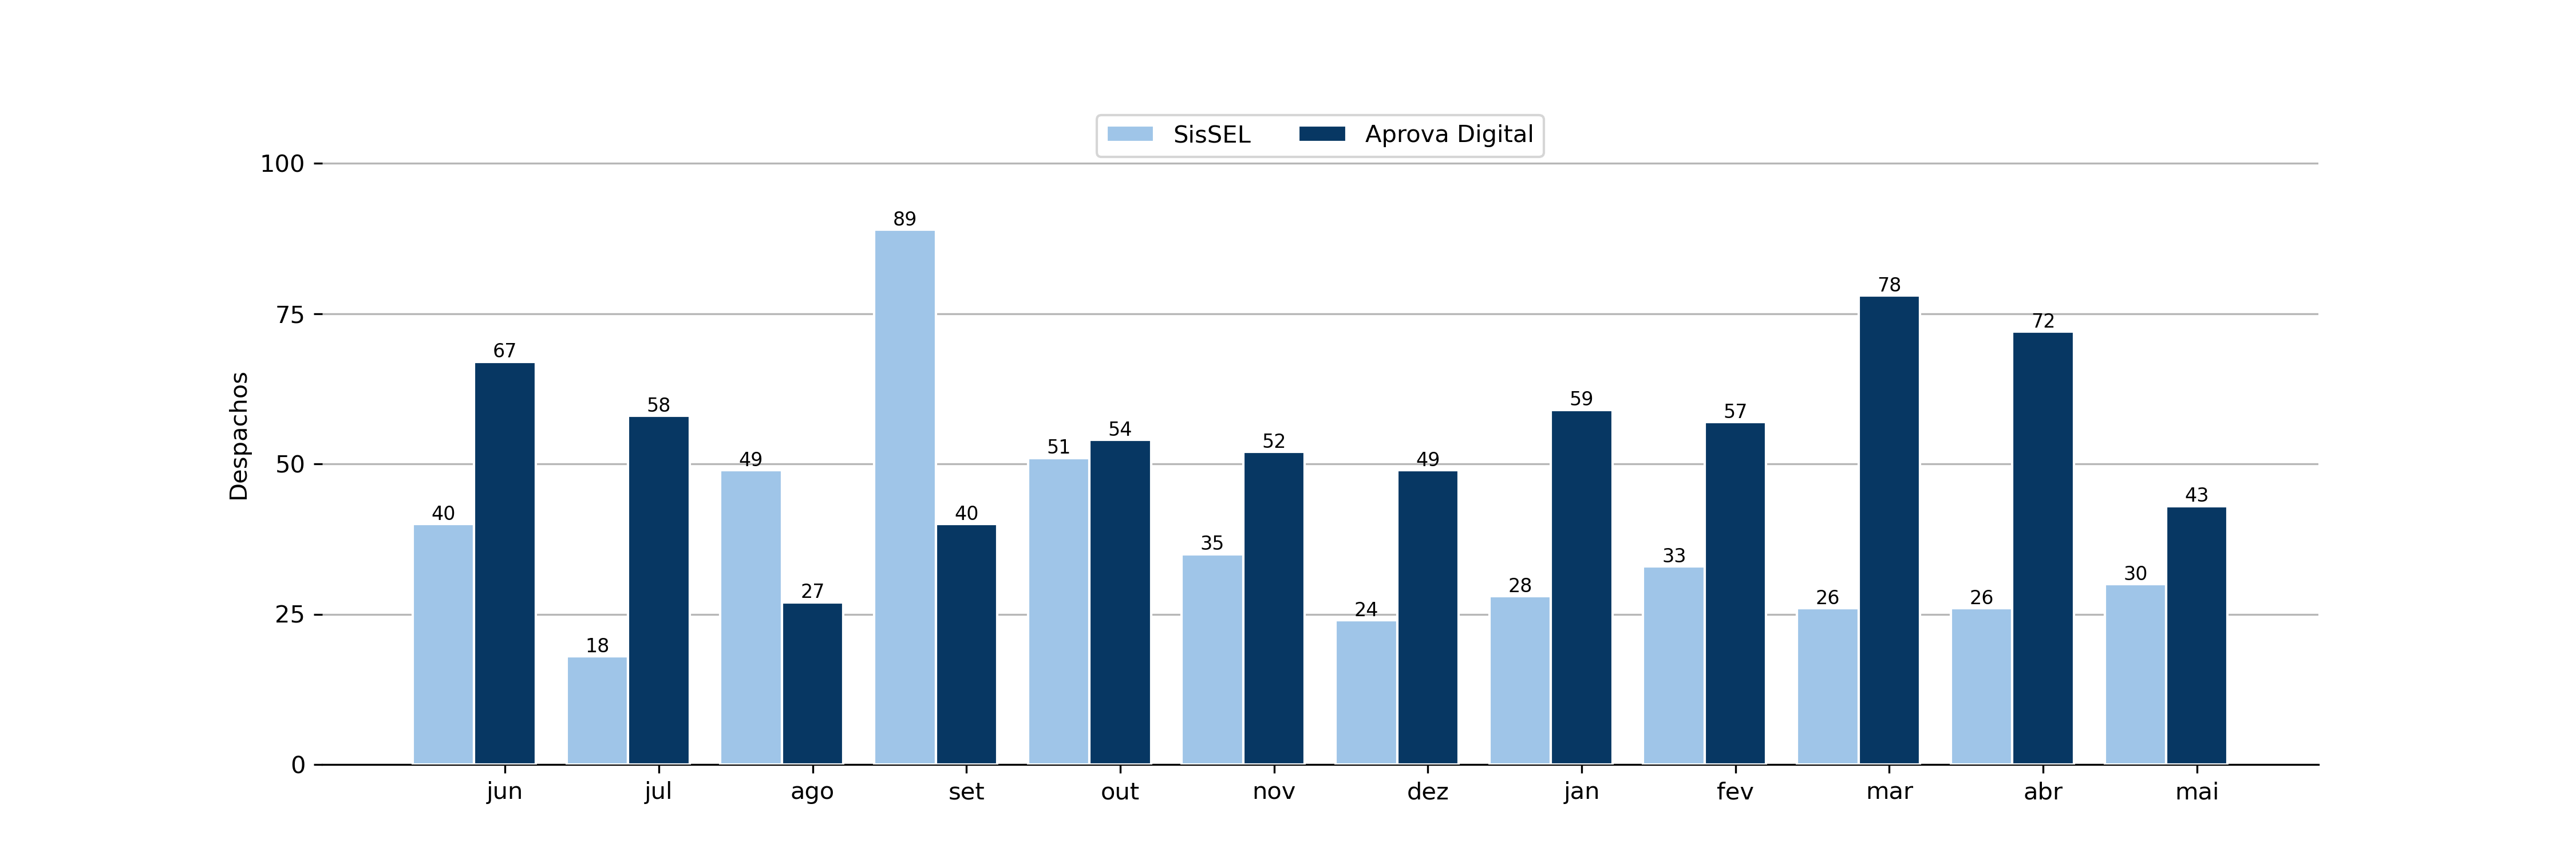 SisSEL Aprova Digital
100
75
50
25
0
Despachos
40 67 18 58 49 27 89 40 51 54 35 52 24 49 28 59 33 57 26 78 26 72 30 43
jun jul ago set out nov dez jan fev mar abr mai